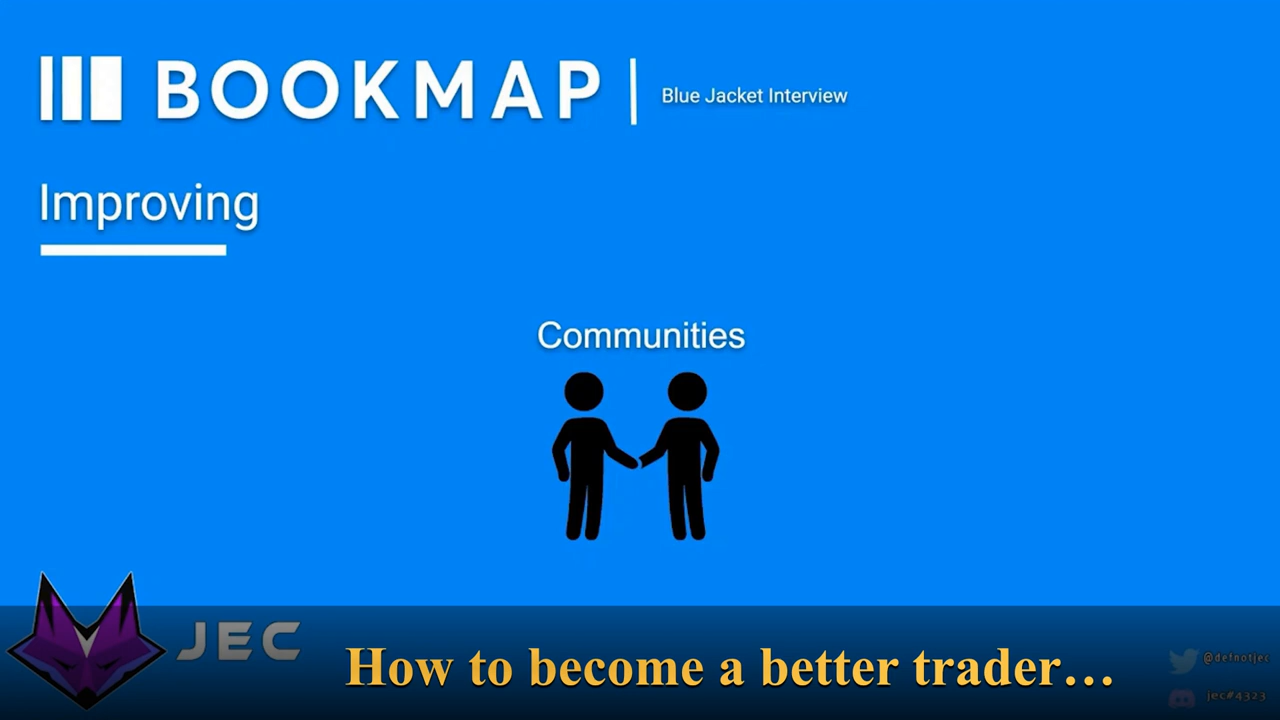 BOOKMAP
Blue Jacket Interview
Improving
Communities
JEC
How to become a better trader…
@defnotjec
jec#4323